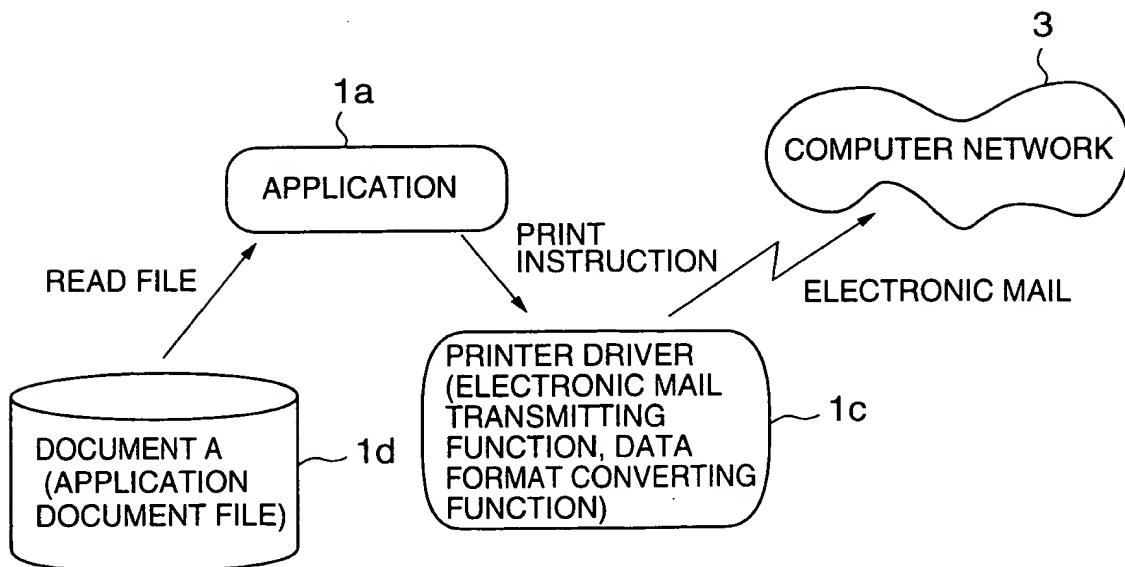 3
1a
COMPUTER NETWORK
APPLICATION
PRINT
INSTRUCTION
READ FILE
ELECTRONIC MAIL
PRINTER DRIVER
(ELECTRONIC MAIL
TRANSMITTING
FUNCTION, DATA
FORMAT CONVERTING
FUNCTION)
1c
DOCUMENT A
(APPLICATION
DOCUMENT FILE)
1d